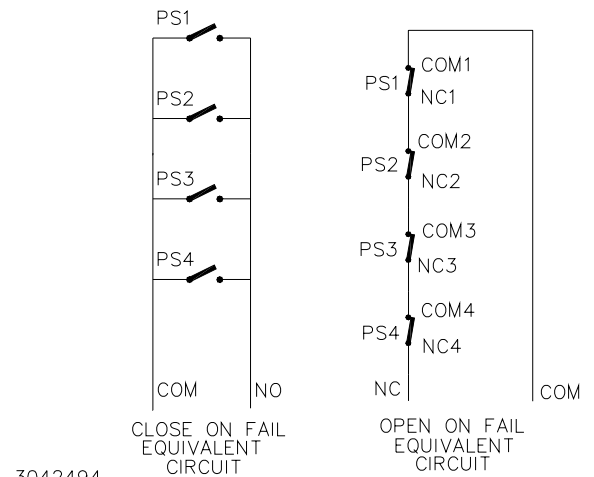 PS1
PS2
PS3
PS4
COM
NO
CLOSE ON FAIL
EQUIVALENT
CIRCUIT
PS1
COM1
NC1
PS2
COM2
NC2
PS3
COM3
NC3
PS4
COM4
NC4
NC
COM
OPEN ON FAIL
EQUIVALENT
CIRCUIT